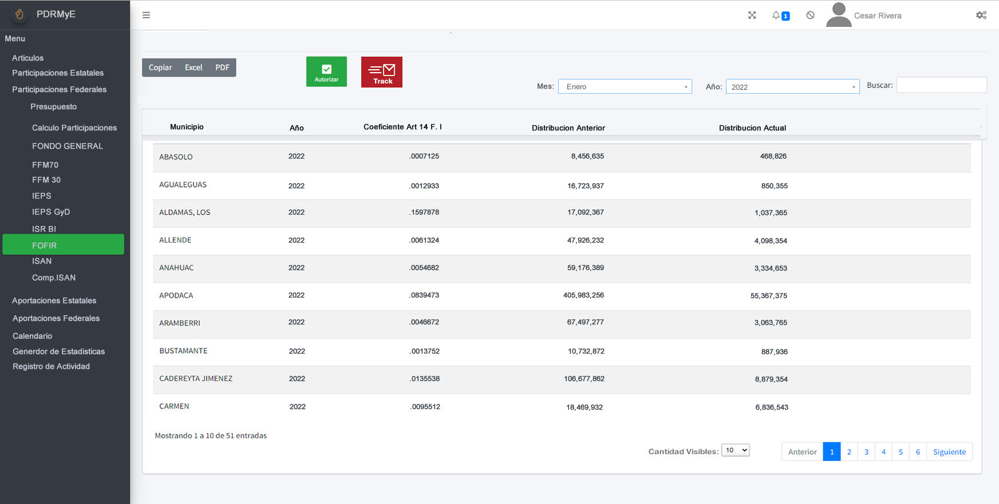 PDRMyE
1
Cesar Rivera
Menu
Articulos
Participaciones Estatales
Participaciones Federales
Presupuesto
Calculo Participaciones
FONDO GENERAL
FFM70
FFM 30
IEPS
IEPS GyD
ISR BI
FOFIR
ISAN
Comp.ISAN
Aportaciones Estatales
Aportaciones Federales
Calendario
Generdor de Estadisticas
Registro de Actividad
Copiar Excel PDF
Autorizar
Track
Mes: Enero Año: 2022 Buscar:
Municipio Año Coeficiente Art 14 F. I Distribucion Anterior Distribucion Actual
ABASOLO 2022 .0007125 8,456,635 468,826
AGUALEGUAS 2022 .0012933 16,723,937 850,355
ALDAMAS, LOS 2022 .1597878 17,092,367 1,037,365
ALLENDE 2022 .0061324 47,926,232 4,098,354
ANAHUAC 2022 .0054682 59,176,389 3,334,653
APODACA 2022 .0839473 405,983,256 55,367,375
ARAMBERRI 2022 .0046672 67,497,277 3,063,765
BUSTAMANTE 2022 .0013752 10,732,872 887,936
CADEREYTA JIMENEZ 2022 .0135538 106,677,862 8,879,354
CARMEN 2022 .0095512 18,469,932 6,836,543
Mostrando 1 a 10 de 51 entradas
Cantidad Visibles: 10 Anterior 1 2 3 4 5 6 Siguiente